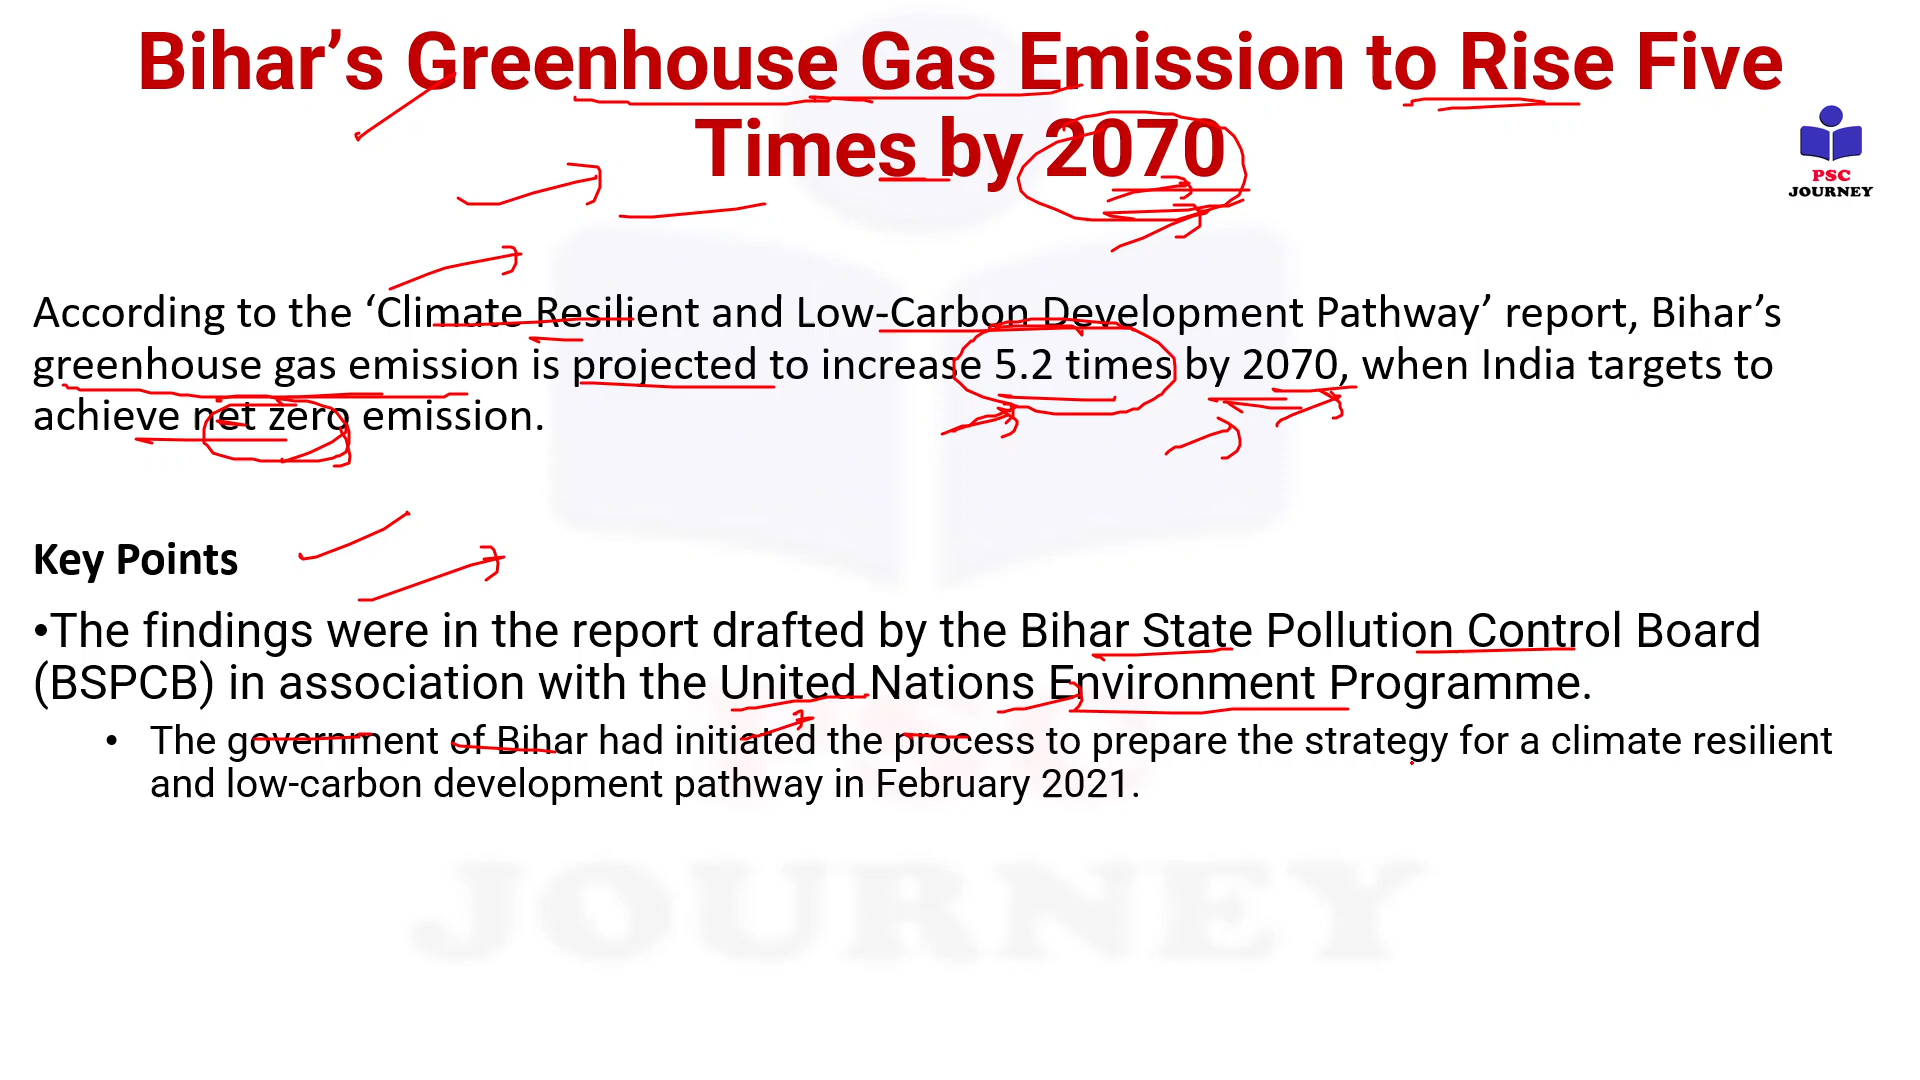 Bihar’s Greenhouse Gas Emission to Rise Five
Times by 2070
PSC
JOURNEY
According to the ‘Climate Resilient and Low-Carbon Development Pathway’ report, Bihar’s
greenhouse gas emission is projected to increase 5.2 times by 2070, when India targets to
achieve net zero emission.
Key Points
•The findings were in the report drafted by the Bihar State Pollution Control Board
(BSPCB) in association with the United Nations Environment Programme.
• The government of Bihar had initiated the process to prepare the strategy for a climate resilient
and low-carbon development pathway in February 2021.
JOURNEY